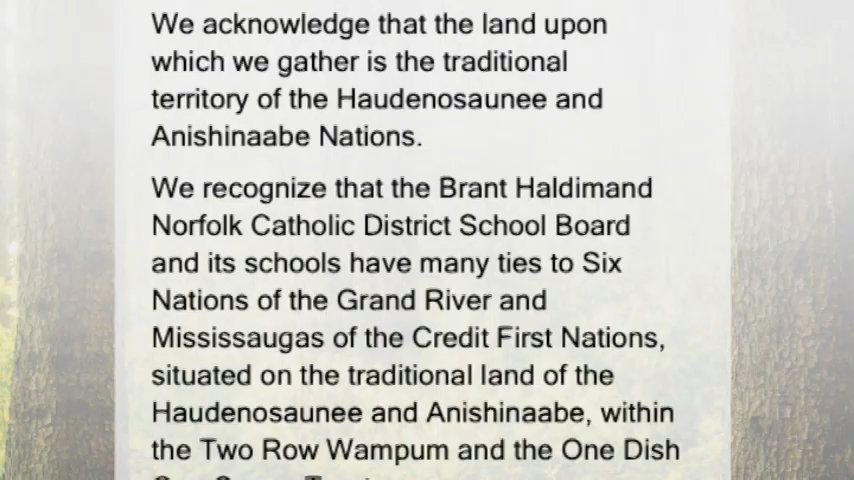 We acknowledge that the land upon
which we gather is the traditional
territory of the Haudenosaunee and
Anishinaabe Nations.
We recognize that the Brant Haldimand
Norfolk Catholic District School Board
and its schools have many ties to Six
Nations of the Grand River and
Mississaugas of the Credit First Nations,
situated on the traditional land of the
Haudenosaunee and Anishinaabe, within
the Two Row Wampum and the One Dish